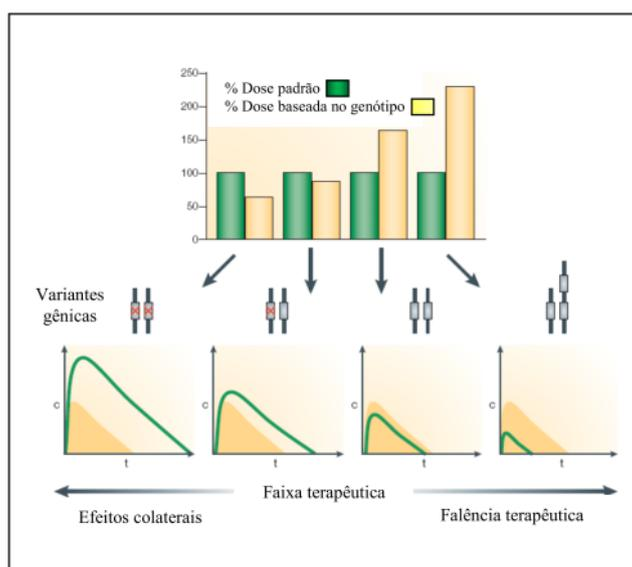 250
200
150
100
50
0
% Dose padrão
% Dose baseada no genótipo
Variantes
gênicas
c
t
c
t
c
t
c
t
Faixa terapêutica
Efeitos colaterais
Falência terapêutica